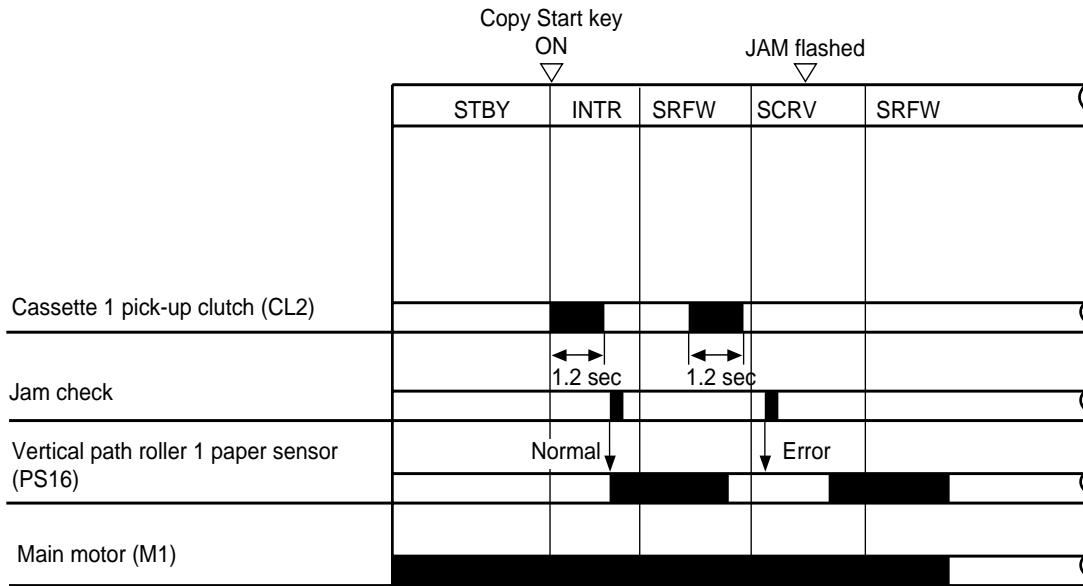 Copy Start key
ON
JAM flashed
STBY INTR SRFW SCRV SRFW
Cassette 1 pick-up clutch (CL2)
1.2 sec 1.2 sec
Jam check
Normal Error
Vertical path roller 1 paper sensor
(PS16)
Main motor (M1)